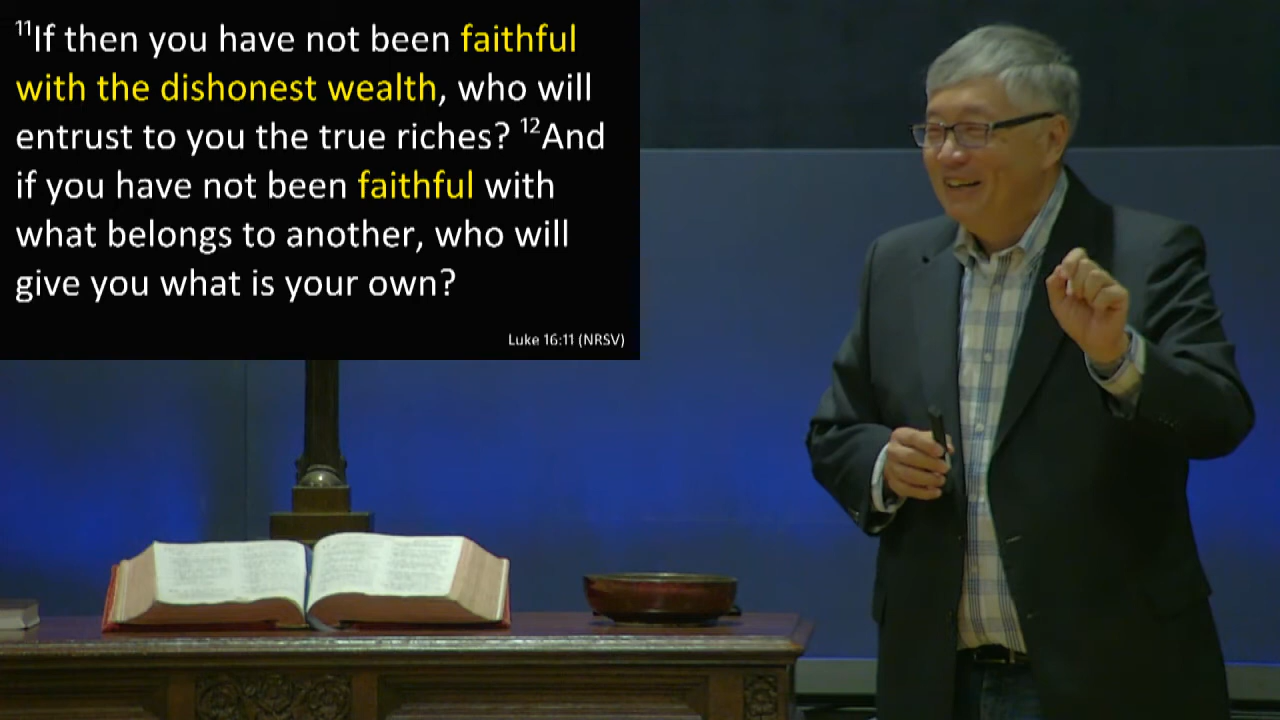 ¹¹If then you have not been faithful
with the dishonest wealth, who will
entrust to you the true riches? ¹²And
if you have not been faithful with
what belongs to another, who will
give you what is your own?
Luke 16:11 (NRSV)